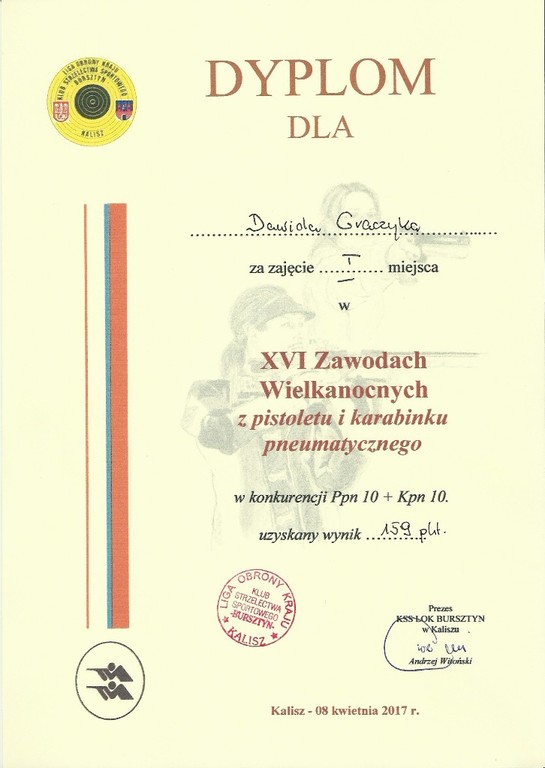 LIGA OBRONY KRAJU
KLUB STRZELECTWA SPORTOWEGO
BURSZTYN
KALISZ
DYPLOM
DLA
Dawida Graczyka
za zajęcie ...... I ...... miejsca
w
XVI Zawodach
Wielkanocnych
z pistoletu i karabinku
pneumatycznego
w konkurencji Ppn 10 + Kpn 10.
uzyskany wynik ...159 pkt.
LIGA OBRONY KRAJU
KLUB
STRZELECTWA
SPORTOWEGO
-BURSZTYN-
KALISZ
Prezes
KSS LOK BURSZTYN
w Kaliszu
Andrzej Witoński
Kalisz - 08 kwietnia 2017 r.